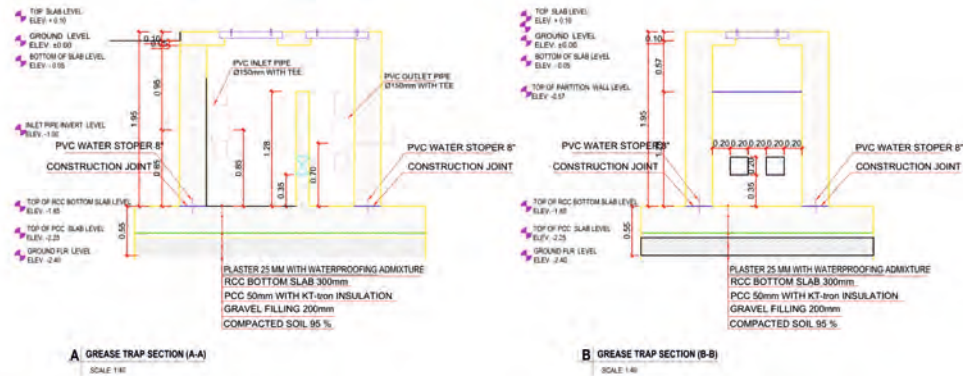 TOP SLAB LEVEL
ELEV: + 0.10
GROUND LEVEL
ELEV: ±0.00
BOTTOM OF SLAB LEVEL
ELEV: - 0.05
INLET PIPE-INVERT LEVEL
ELEV: -1.00
PVC WATER STOPER 8"
CONSTRUCTION JOINT
TOP OF RCC BOTTOM SLAB LEVEL
ELEV: -1.85
TOP OF PCC SLAB LEVEL
ELEV: -2.25
GROUND FLR LEVEL
ELEV: -2.40
0.10
0.95
1.95
0.85
0.55
PVC INLET PIPE
Ø150mm WITH TEE
PVC OUTLET PIPE
Ø150mm WITH TEE
0.85
1.28
0.35
0.70
PVC WATER STOPER 8"
CONSTRUCTION JOINT
PLASTER 25 MM WITH WATERPROOFING ADMIXTURE
RCC BOTTOM SLAB 300mm
PCC 50mm WITH KT-tron INSULATION
GRAVEL FILLING 200mm
COMPACTED SOIL 95 %
A GREASE TRAP SECTION (A-A)
SCALE 1:40
TOP SLAB LEVEL
ELEV: + 0.10
GROUND LEVEL
ELEV: ±0.00
BOTTOM OF SLAB LEVEL
ELEV: - 0.05
TOP OF PARTITION WALL LEVEL
ELEV: -0.57
CONSTRUCTION JOINT
TOP OF RCC BOTTOM SLAB LEVEL
ELEV: -1.85
TOP OF PCC SLAB LEVEL
ELEV: -2.25
GROUND FLR LEVEL
ELEV: -2.40
0.10
0.57
1.95
0.55
0.20 0.20 0.20 0.20 0.20
0.20
0.35
PVC WATER STOPER 8"
CONSTRUCTION JOINT
PLASTER 25 MM WITH WATERPROOFING ADMIXTURE
RCC BOTTOM SLAB 300mm
PCC 50mm WITH KT-tron INSULATION
GRAVEL FILLING 200mm
COMPACTED SOIL 95 %
B GREASE TRAP SECTION (B-B)
SCALE 1:40